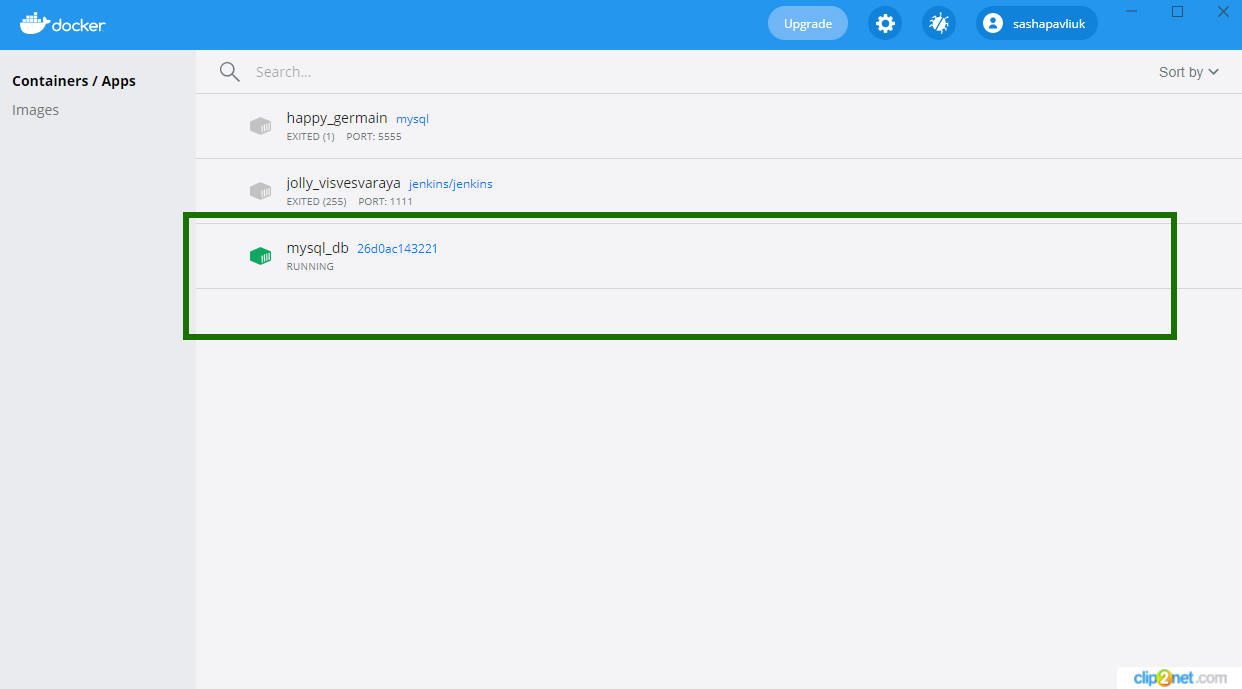 docker
Upgrade
sashapavliuk
Containers / Apps
Images
Search...
Sort by
happy_germain mysql
EXITED (1) PORT: 5555
jolly_visvesvaraya jenkins/jenkins
EXITED (255) PORT: 1111
mysql_db 26d0ac143221
RUNNING
clip2net.com